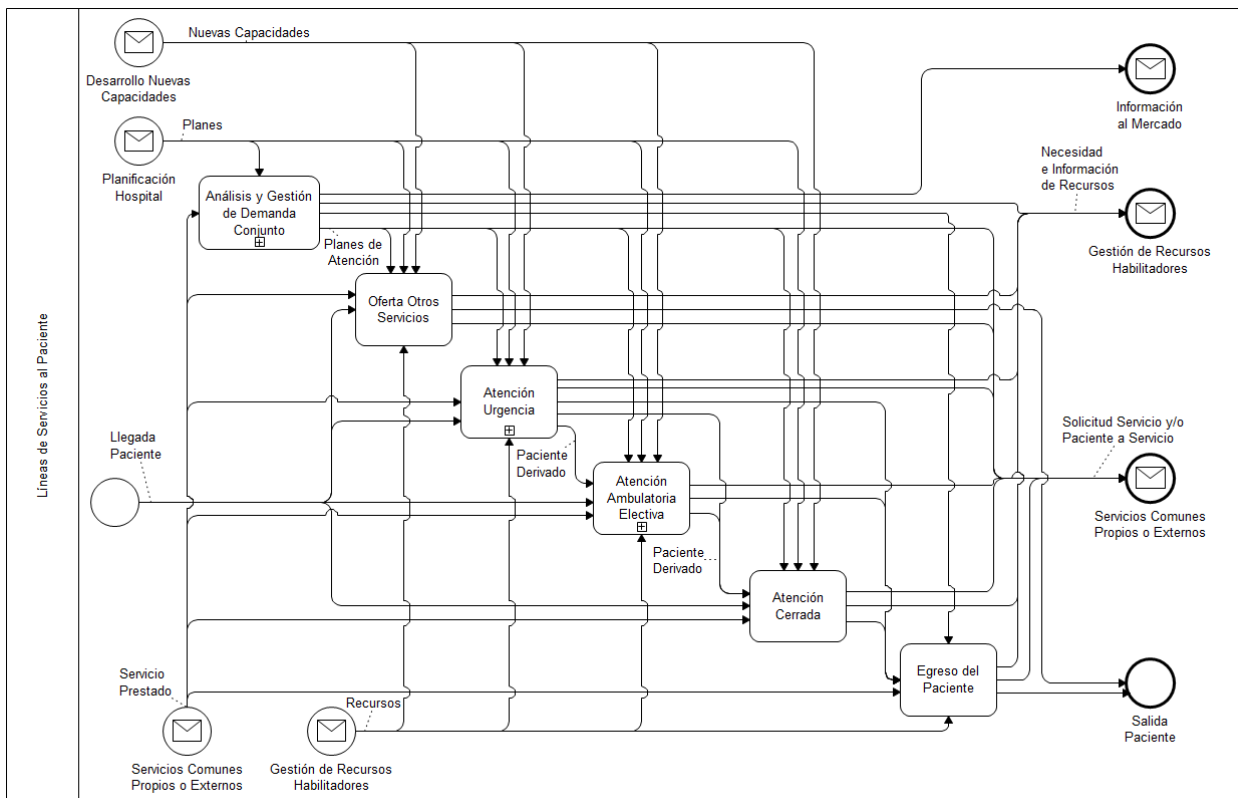 Líneas de Servicios al Paciente
Nuevas Capacidades
Desarrollo Nuevas
Capacidades
Planes
Planificación
Hospital
Información
al Mercado
Necesidad
e Información
de Recursos
Gestión de Recursos
Habilitadores
Análisis y Gestión
de Demanda
Conjunto
Planes de
Atención
Oferta Otros
Servicios
Atención
Urgencia
Paciente
Derivado
Llegada
Paciente
Atención
Ambulatoria
Electiva
Solicitud Servicio y/o
Paciente a Servicio
Servicios Comunes
Propios o Externos
Paciente
Derivado
Atención
Cerrada
Egreso del
Paciente
Servicio
Prestado
Recursos
Servicios Comunes
Propios o Externos
Gestión de Recursos
Habilitadores
Salida
Paciente